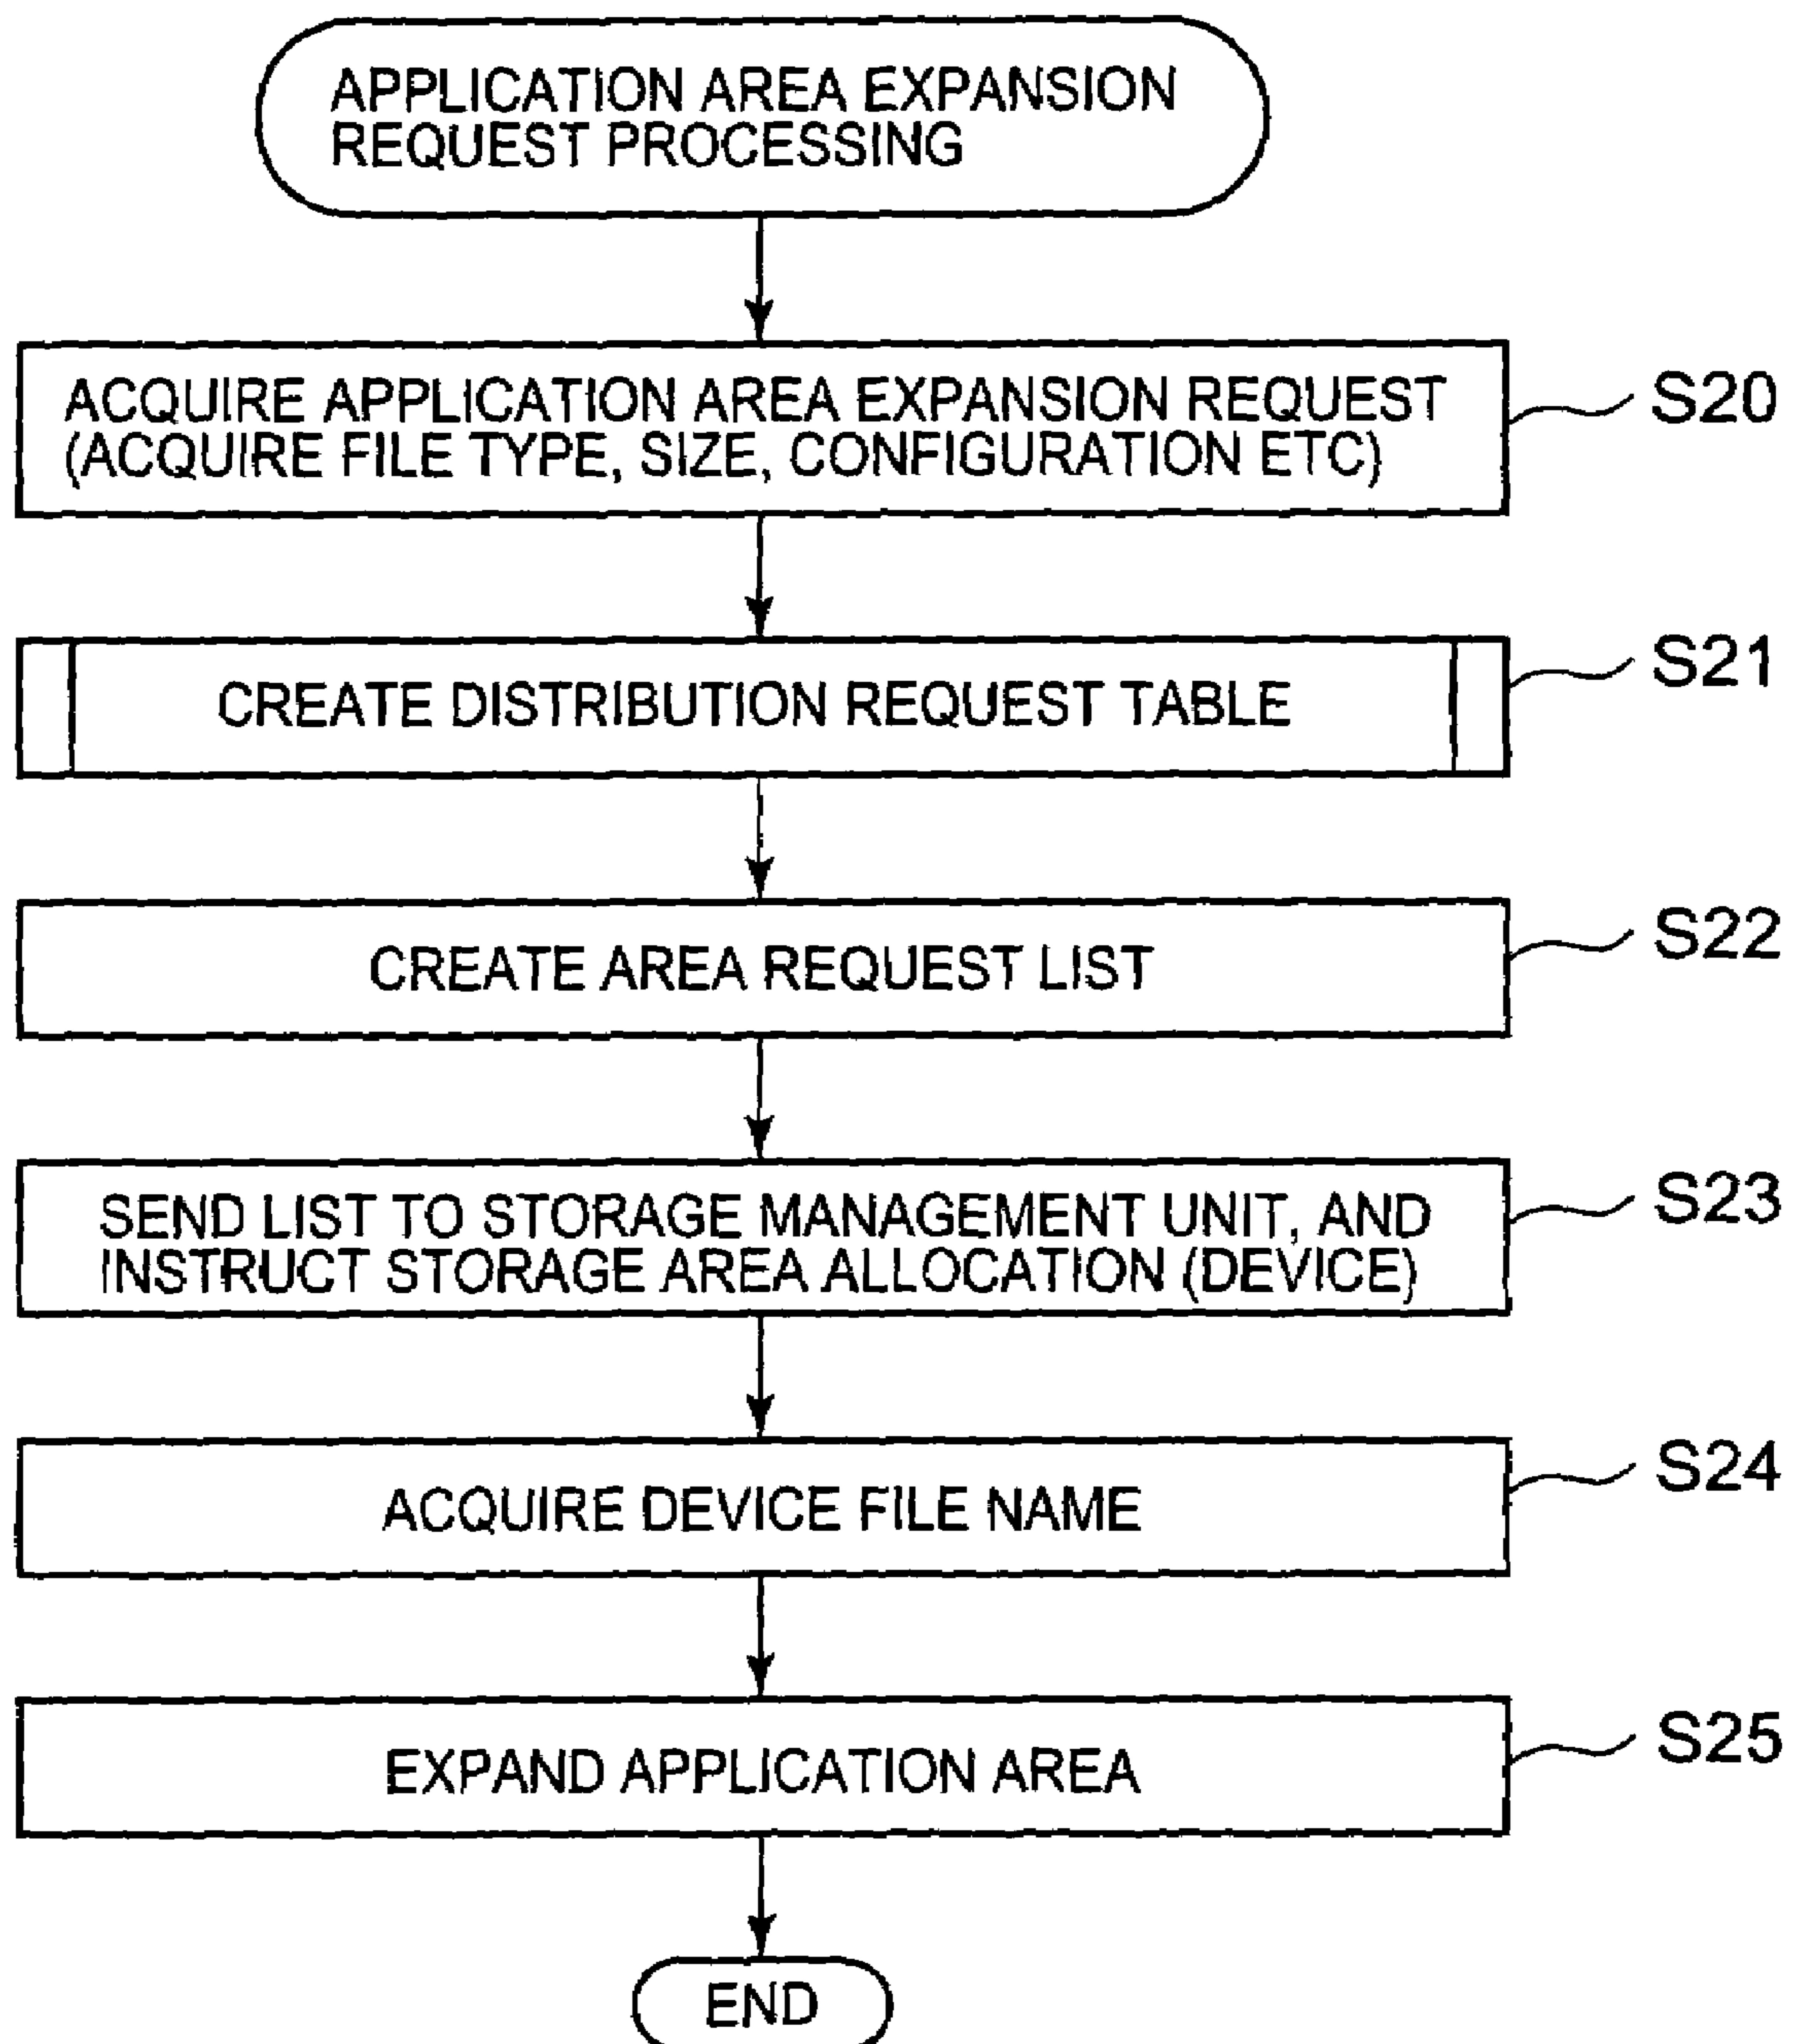 APPLICATION AREA EXPANSION
REQUEST PROCESSING
ACQUIRE APPLICATION AREA EXPANSION REQUEST
(ACQUIRE FILE TYPE, SIZE, CONFIGURATION ETC)
S20
CREATE DISTRIBUTION REQUEST TABLE
S21
CREATE AREA REQUEST LIST
S22
SEND LIST TO STORAGE MANAGEMENT UNIT, AND
INSTRUCT STORAGE AREA ALLOCATION (DEVICE)
S23
ACQUIRE DEVICE FILE NAME
S24
EXPAND APPLICATION AREA
S25
END